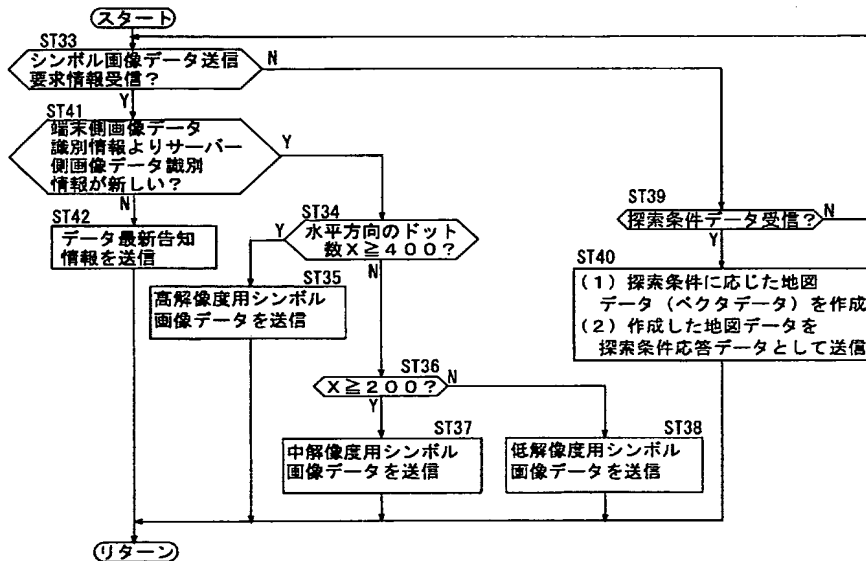 スタート
ST33
シンボル画像データ送信
要求情報受信?
N
Y
ST41
端末側画像データ
識別情報よりサーバー
側画像データ識別
情報が新しい?
Y
N
ST42
データ最新告知
情報を送信
ST34
水平方向のドット
数X≧400?
Y
N
ST35
高解像度用シンボル
画像データを送信
ST39
探索条件データ受信?
N
Y
ST40
(1)探索条件に応じた地図
データ(ベクタデータ)を作成
(2)作成した地図データを
探索条件応答データとして送信
ST36
X≧200?
N
Y
ST37
中解像度用シンボル
画像データを送信
ST38
低解像度用シンボル
画像データを送信
リターン